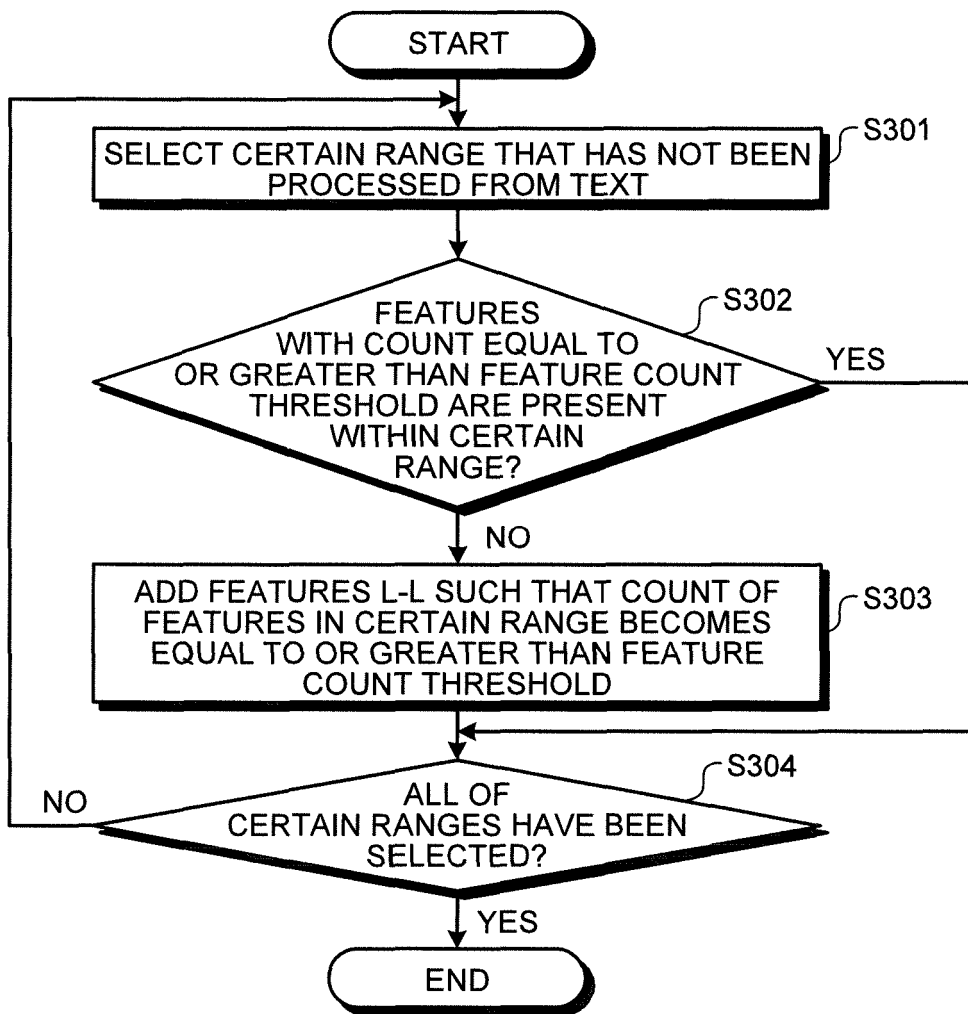 START
S301
SELECT CERTAIN RANGE THAT HAS NOT BEEN
PROCESSED FROM TEXT
S302
FEATURES
WITH COUNT EQUAL TO
OR GREATER THAN FEATURE COUNT
THRESHOLD ARE PRESENT
WITHIN CERTAIN
RANGE?
YES
NO
S303
ADD FEATURES L-L SUCH THAT COUNT OF
FEATURES IN CERTAIN RANGE BECOMES
EQUAL TO OR GREATER THAN FEATURE
COUNT THRESHOLD
S304
NO
ALL OF
CERTAIN RANGES HAVE BEEN
SELECTED?
YES
END